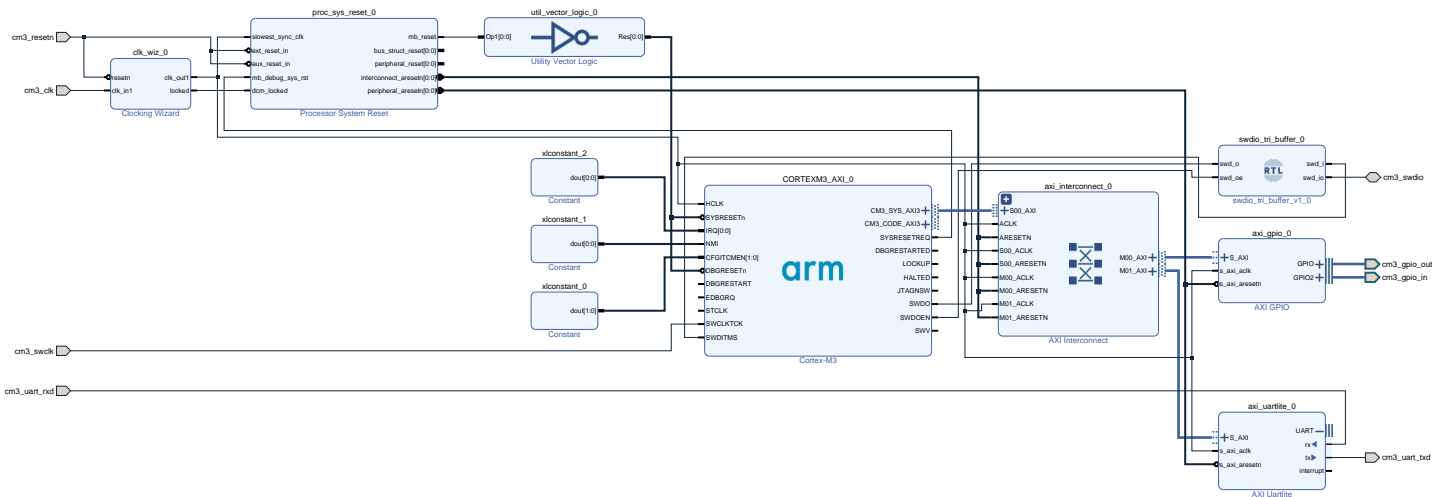 cm3_resetn
cm3_clk
clk_wiz_0
resetn
clk_in1
clk_out1
locked
Clocking Wizard
proc_sys_reset_0
slowest_sync_clk
ext_reset_in
aux_reset_in
mb_debug_sys_rst
dcm_locked
mb_reset
bus_struct_reset[0:0]
peripheral_reset[0:0]
interconnect_aresetn[0:0]
peripheral_aresetn[0:0]
Processor System Reset
util_vector_logic_0
Op1[0:0]
Res[0:0]
Utility Vector Logic
xlconstant_2
dout[0:0]
Constant
xlconstant_1
dout[0:0]
Constant
xlconstant_0
dout[1:0]
Constant
CORTEXM3_AXI_0
HCLK
SYSRESETn
IRQ[0:0]
NMI
CFGITCMEN[1:0]
DBGRESETn
DBGRESTART
EDBGRQ
STCLK
SWCLKTCK
SWDITMS
arm
CM3_SYS_AXI3
CM3_CODE_AXI3
SYSRESETREQ
DBGRESTARTED
LOCKUP
HALTED
JTAGNSW
SWDO
SWDOEN
SWV
Cortex-M3
axi_interconnect_0
S00_AXI
ACLK
ARESETN
S00_ACLK
S00_ARESETN
M00_ACLK
M00_ARESETN
M01_ACLK
M01_ARESETN
M00_AXI
M01_AXI
AXI Interconnect
swdio_tri_buffer_0
swd_o
swd_oe
RTL
swd_i
swd_io
swdio_tri_buffer_v1_0
cm3_swdio
axi_gpio_0
S_AXI
s_axi_aclk
s_axi_aresetn
GPIO
GPIO2
AXI GPIO
cm3_gpio_out
cm3_gpio_in
cm3_swclk
cm3_uart_rxd
axi_uartlite_0
S_AXI
s_axi_aclk
s_axi_aresetn
UART
rx
tx
interrupt
AXI Uartlite
cm3_uart_txd